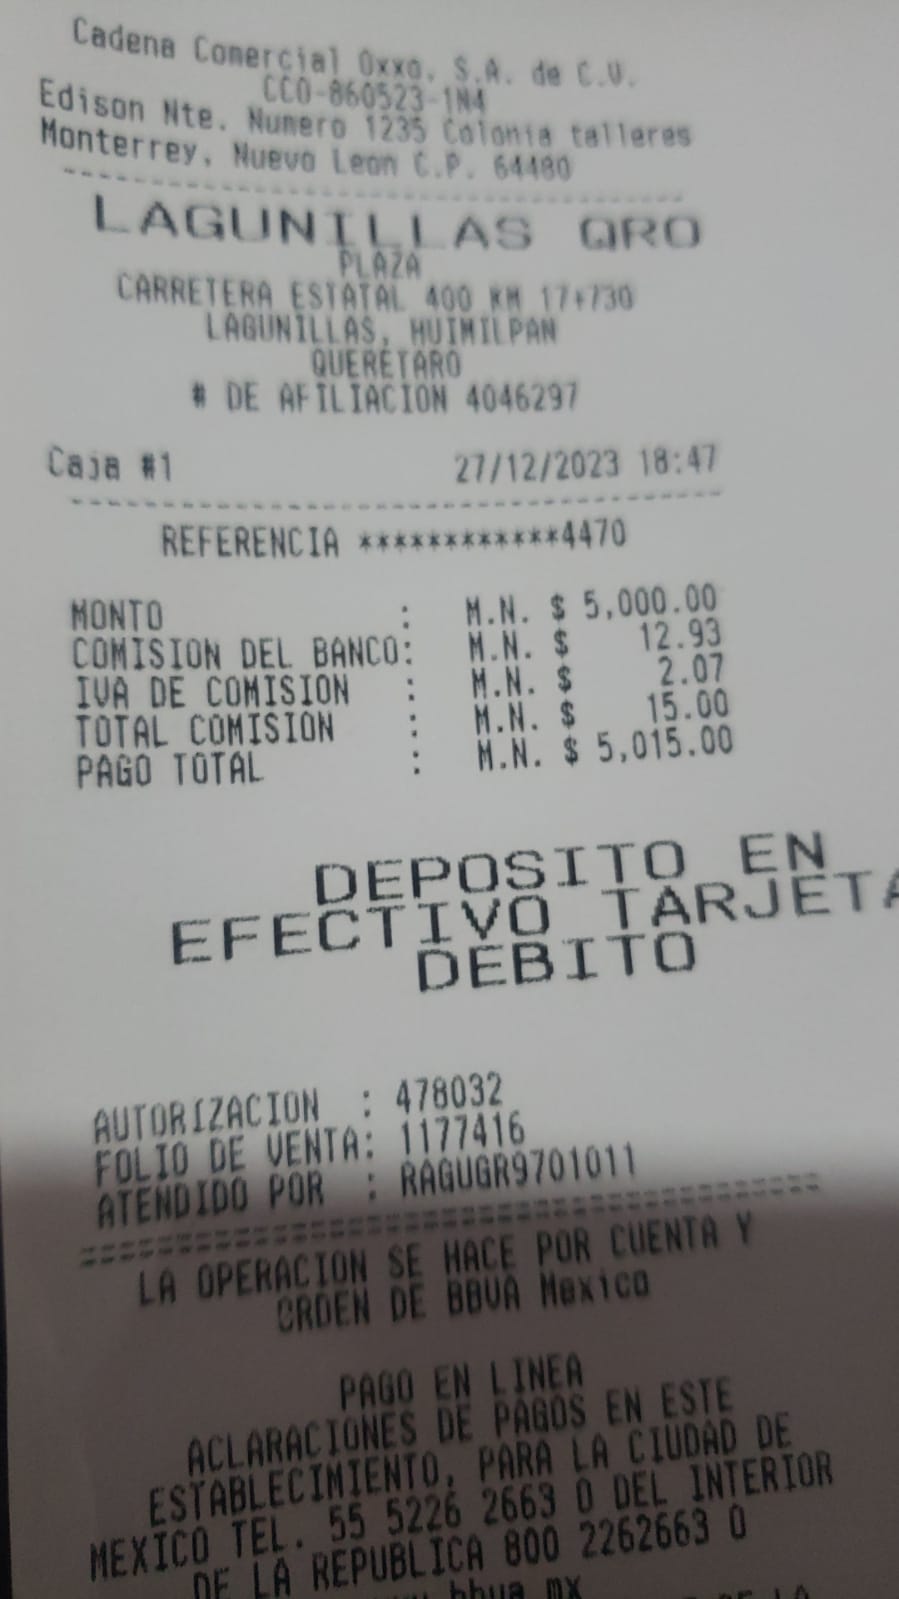 Cadena Comercial Oxxo, S.A. de C.V.
CCO-860523-1N4
Edison Nte. Numero 1235 Colonia talleres
Monterrey, Nuevo Leon C.P. 64480
LAGUNILLAS QRO
PLAZA
CARRETERA ESTATAL 400 KM 17+730
LAGUNILLAS, HUIMILPAN
QUERETARO
# DE AFILIACION 4046297
Caja #1 27/12/2023 18:47
REFERENCIA ************4470
MONTO : M.N. $ 5,000.00
COMISION DEL BANCO: M.N. $ 12.93
IVA DE COMISION : M.N. $ 2.07
TOTAL COMISION : M.N. $ 15.00
PAGO TOTAL : M.N. $ 5,015.00
DEPOSITO EN
EFECTIVO TARJETA
DEBITO
AUTORIZACION : 478032
FOLIO DE VENTA: 1177416
ATENDIDO POR : RAGUGR9701011
LA OPERACION SE HACE POR CUENTA Y
ORDEN DE BBVA Mexico
PAGO EN LINEA
ACLARACIONES DE PAGOS EN ESTE
ESTABLECIMIENTO, PARA LA CIUDAD DE
MEXICO TEL. 55 5226 2663 O DEL INTERIOR
DE LA REPUBLICA 800 2262663 O
bbva.mx